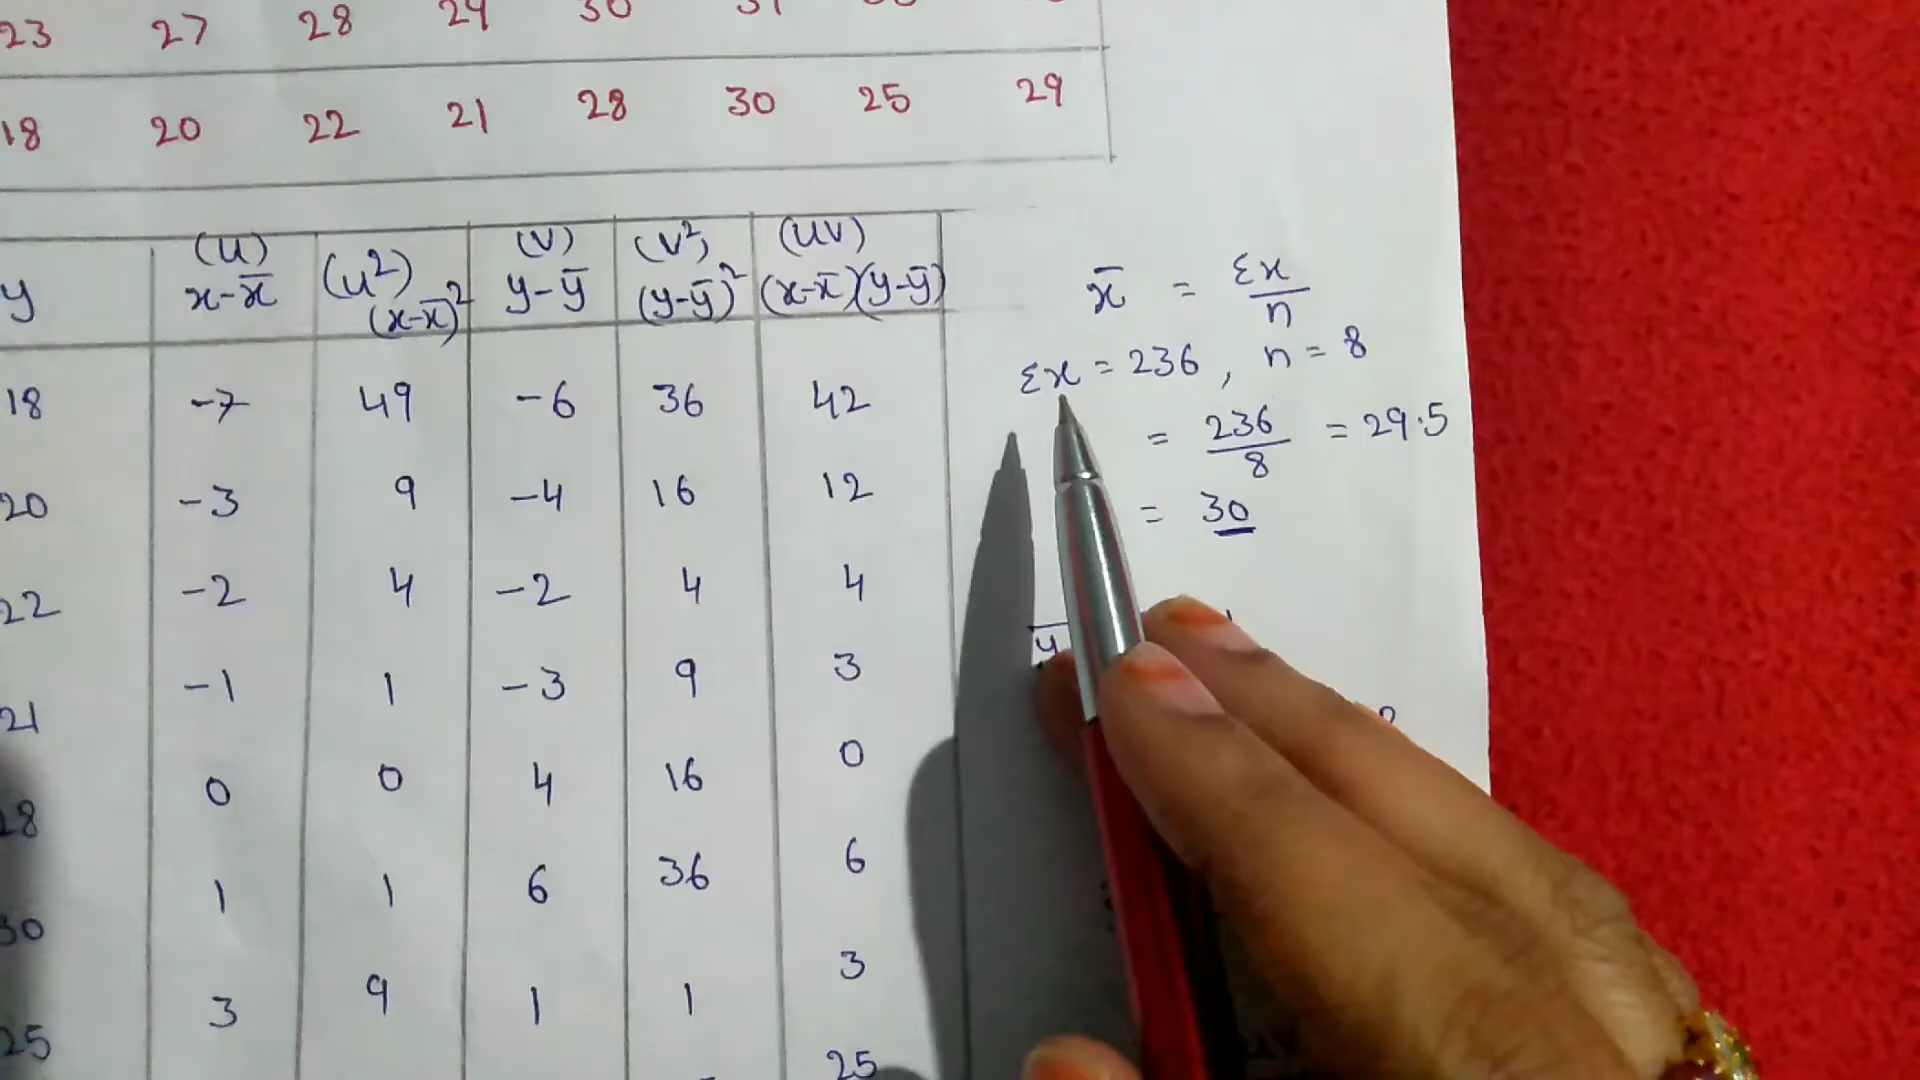 23 27 28 29 30 31
18 20 22 21 28 30 25 29
(u) (v) (v²) (uv)
y x-x̄ (u²) (x-x̄)² y-ȳ (y-ȳ)² (x-x̄)(y-ȳ)
18 -7 49 -6 36 42
20 -3 9 -4 16 12
22 -2 4 -2 4 4
21 -1 1 -3 9 3
28 0 0 4 16 0
30 1 1 6 36 6
25 3 9 1 1 3
25
x̄ = Σx/n
Σx = 236, n = 8
= 236/8 = 29.5
= 30